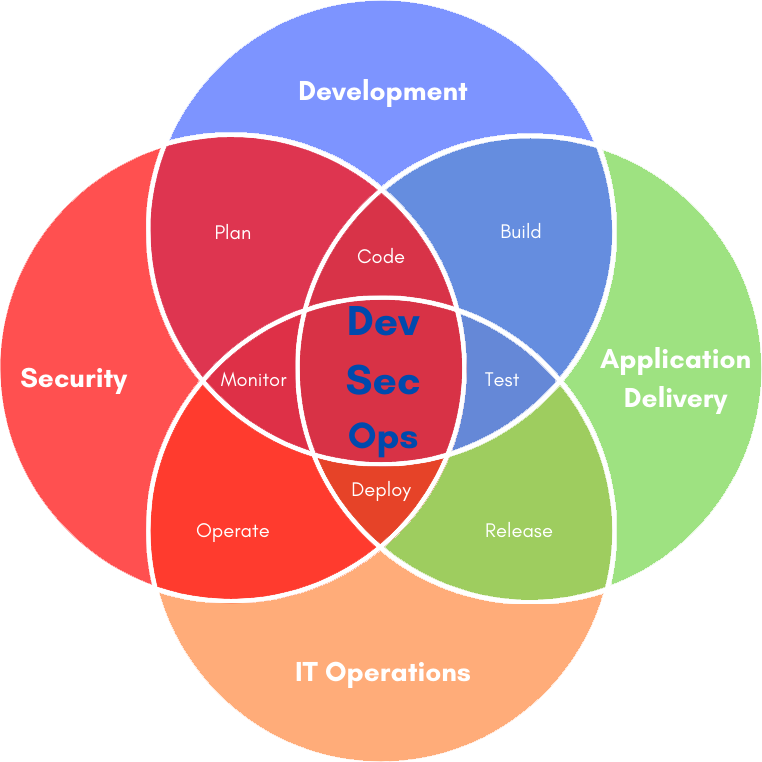 Development
Plan
Build
Code
Dev
Sec
Ops
Security
Monitor
Test
Application
Delivery
Deploy
Operate
Release
IT Operations